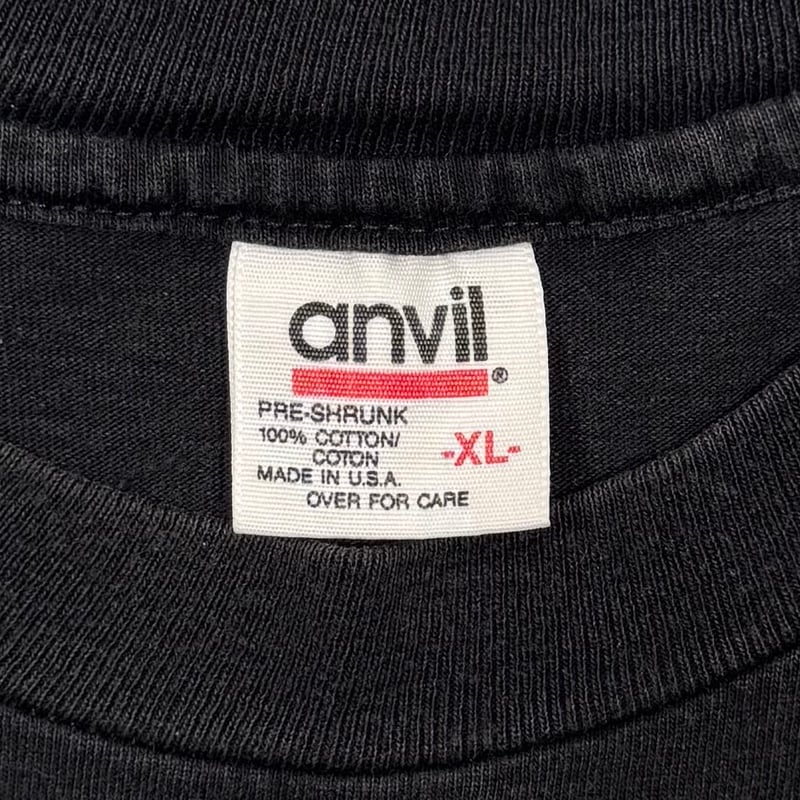 anvil®
PRE-SHRUNK
100% COTTON/
COTON
-XL-
MADE IN U.S.A.
OVER FOR CARE